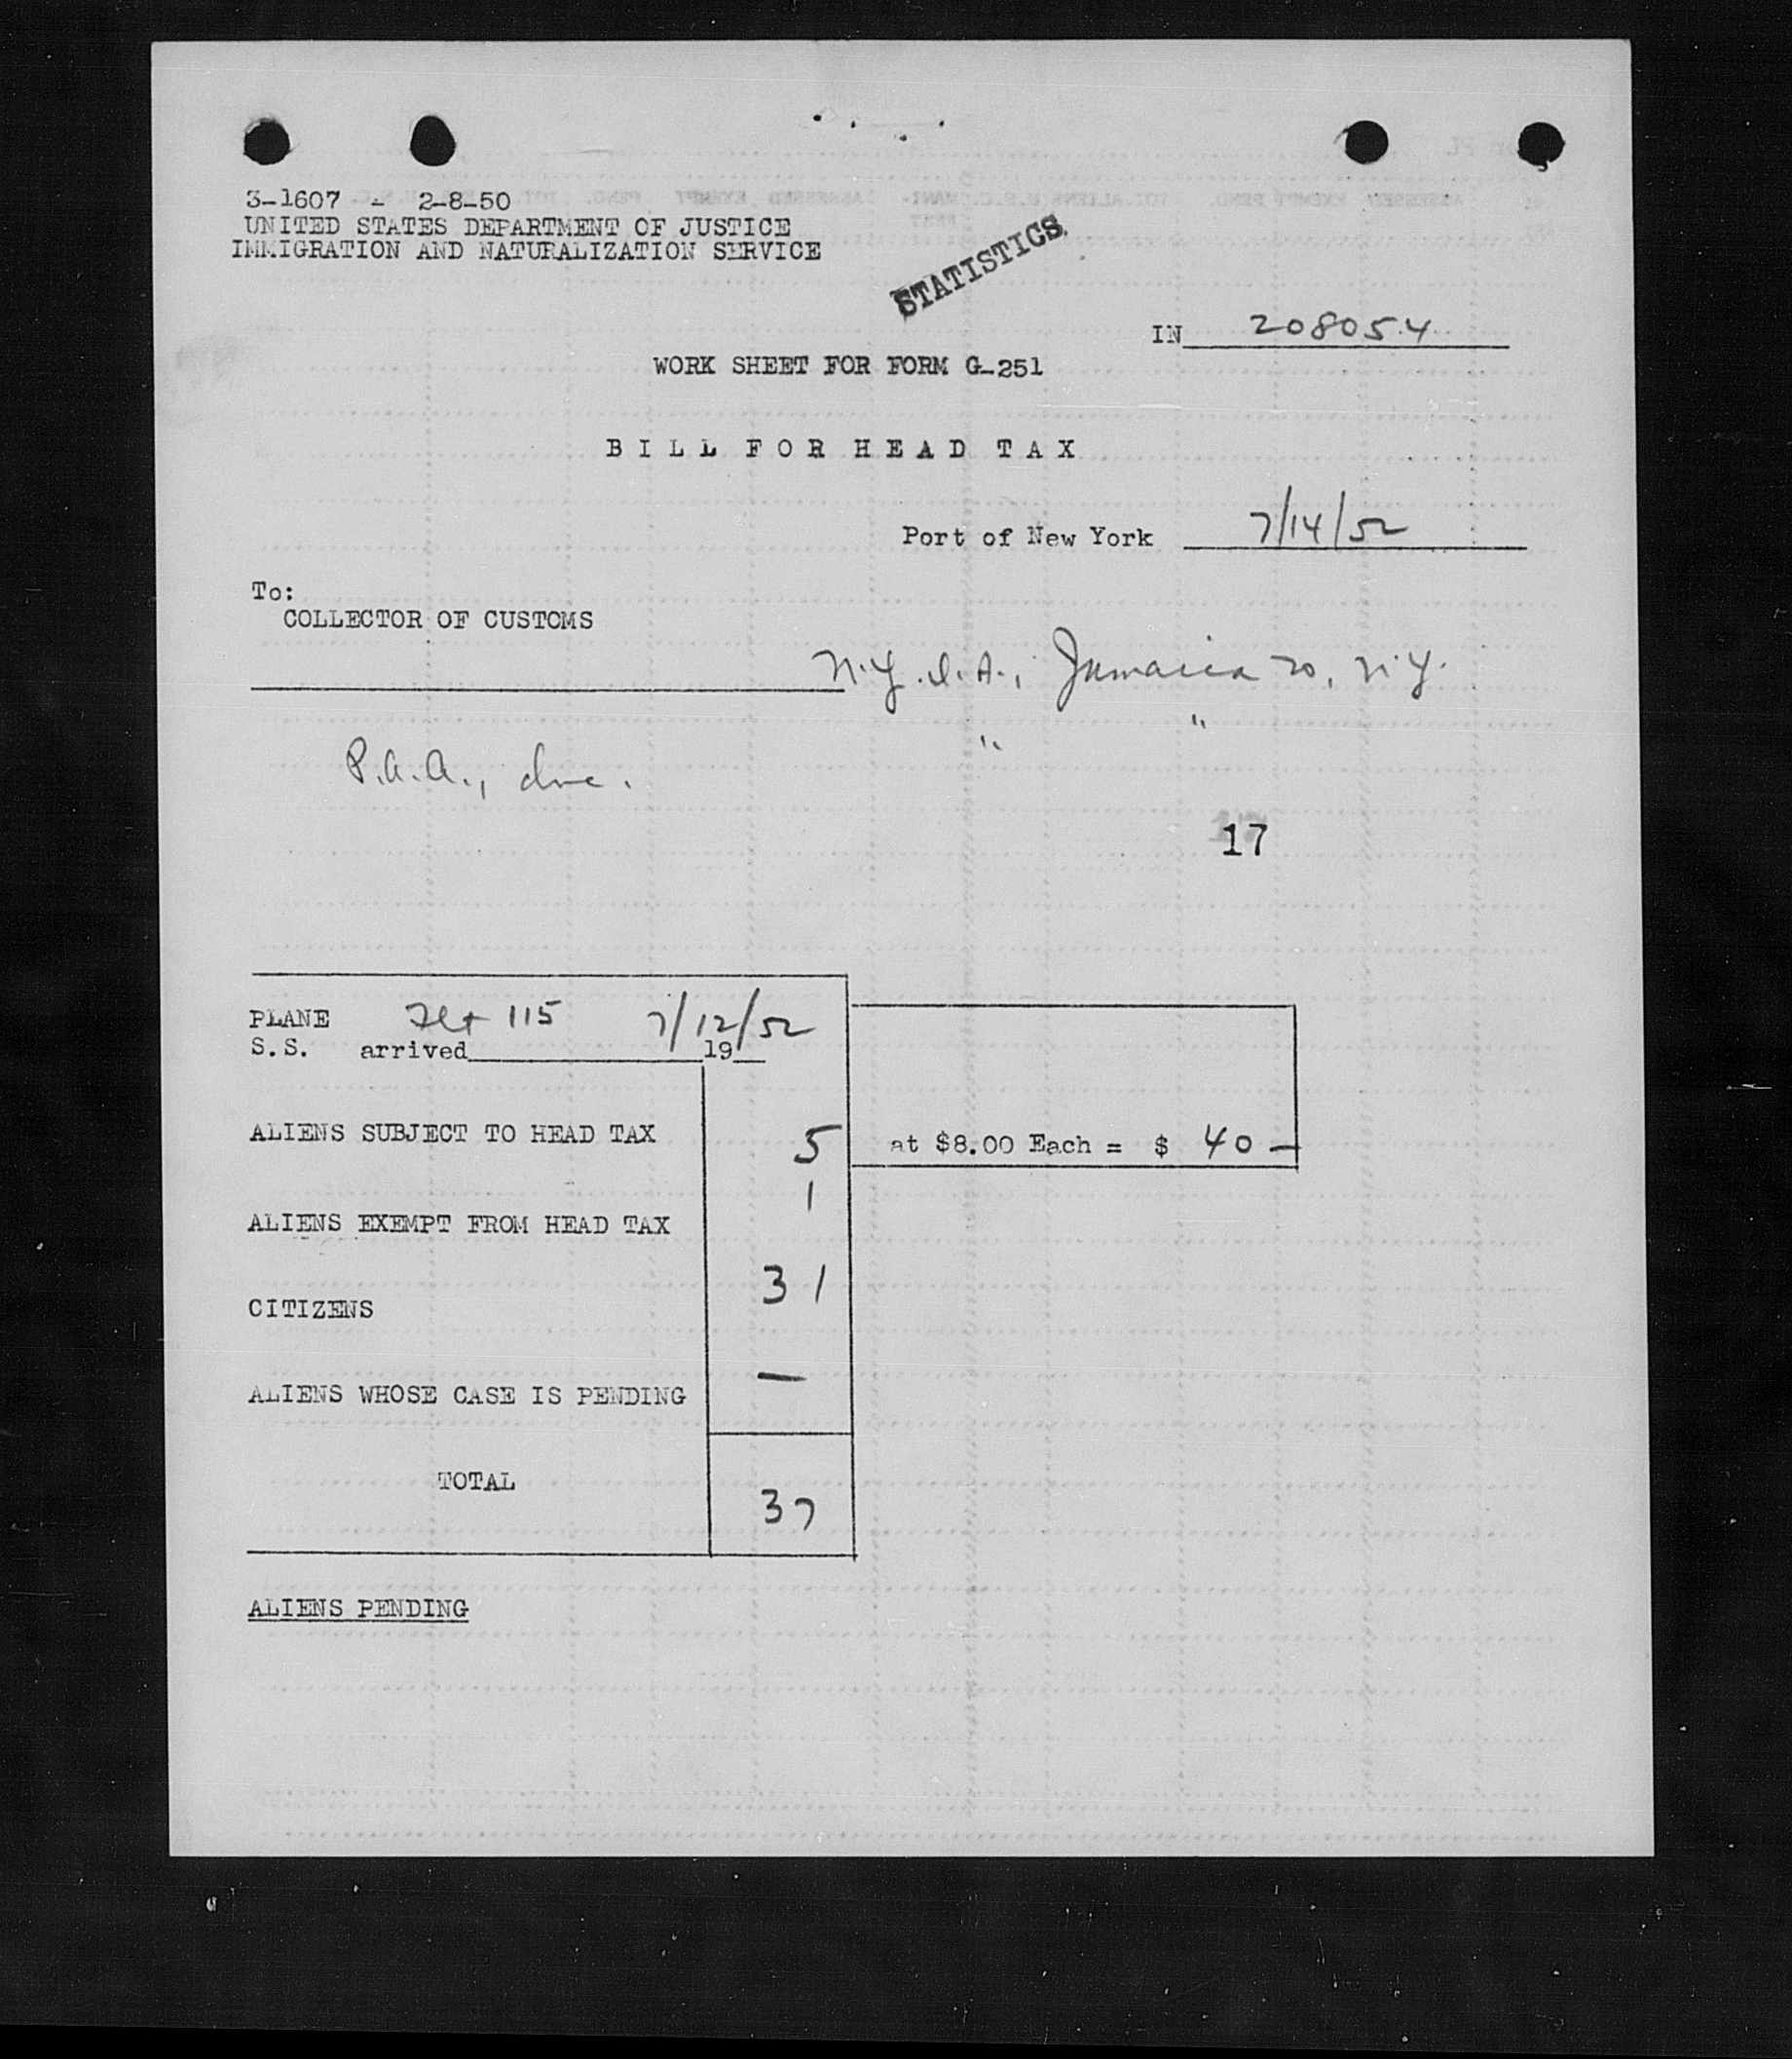 3-1607 - 2-8-50
UNITED STATES DEPARTMENT OF JUSTICE
IMMIGRATION AND NATURALIZATION SERVICE
STATISTICS
IN 208054
WORK SHEET FOR FORM G-251
BILL FOR HEAD TAX
Port of New York 7/14/52
To:
COLLECTOR OF CUSTOMS
N.Y.I.A., Jamaica 20, N.Y.
" "
P.A.A., Inc.
17
PLANE Flt 115 7/12/52
S.S. arrived 19
ALIENS SUBJECT TO HEAD TAX 5 at $8.00 Each = $ 40 —
ALIENS EXEMPT FROM HEAD TAX 1
CITIZENS 31
ALIENS WHOSE CASE IS PENDING —
TOTAL 37
ALIENS PENDING